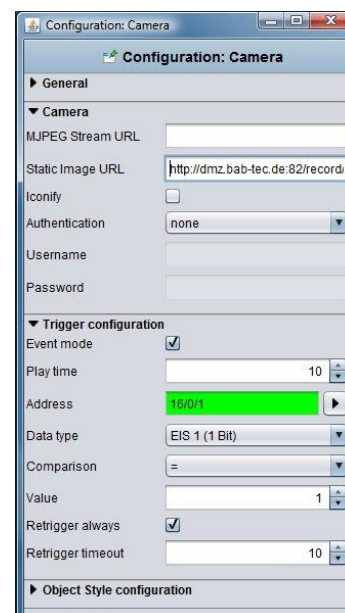 Configuration: Camera
Configuration: Camera
General
Camera
MJPEG Stream URL
Static Image URL http://dmz.bab-tec.de:82/record/
Iconify
Authentication none
Username
Password
Trigger configuration
Event mode
Play time 10
Address 16/0/1
Data type EIS 1 (1 Bit)
Comparison =
Value 1
Retrigger always
Retrigger timeout 10
Object Style configuration